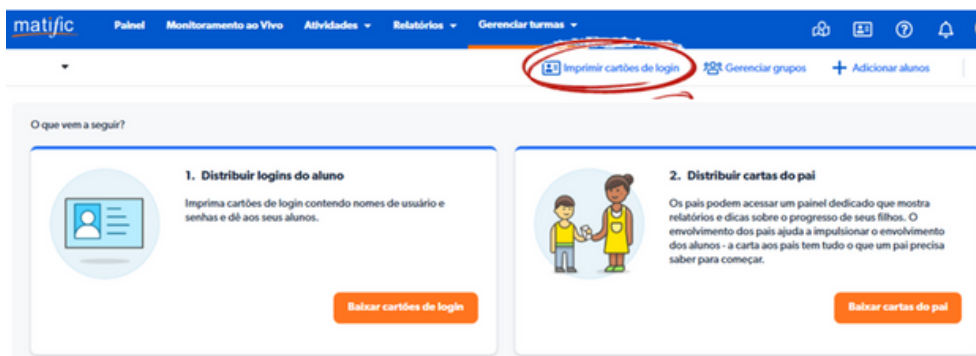 matific
Painel Monitoramento ao Vivo Atividades Relatórios Gerenciar turmas
Imprimir cartões de login Gerenciar grupos Adicionar alunos
O que vem a seguir?
1. Distribuir logins do aluno
Imprima cartões de login contendo nomes de usuário e
senhas e dê aos seus alunos.
Baixar cartões de login
2. Distribuir cartas do pai
Os pais podem acessar um painel dedicado que mostra
relatórios e dicas sobre o progresso de seus filhos. O
envolvimento dos pais ajuda a impulsionar o envolvimento
dos alunos - a carta aos pais tem tudo o que um pai precisa
saber para começar.
Baixar cartas do pai